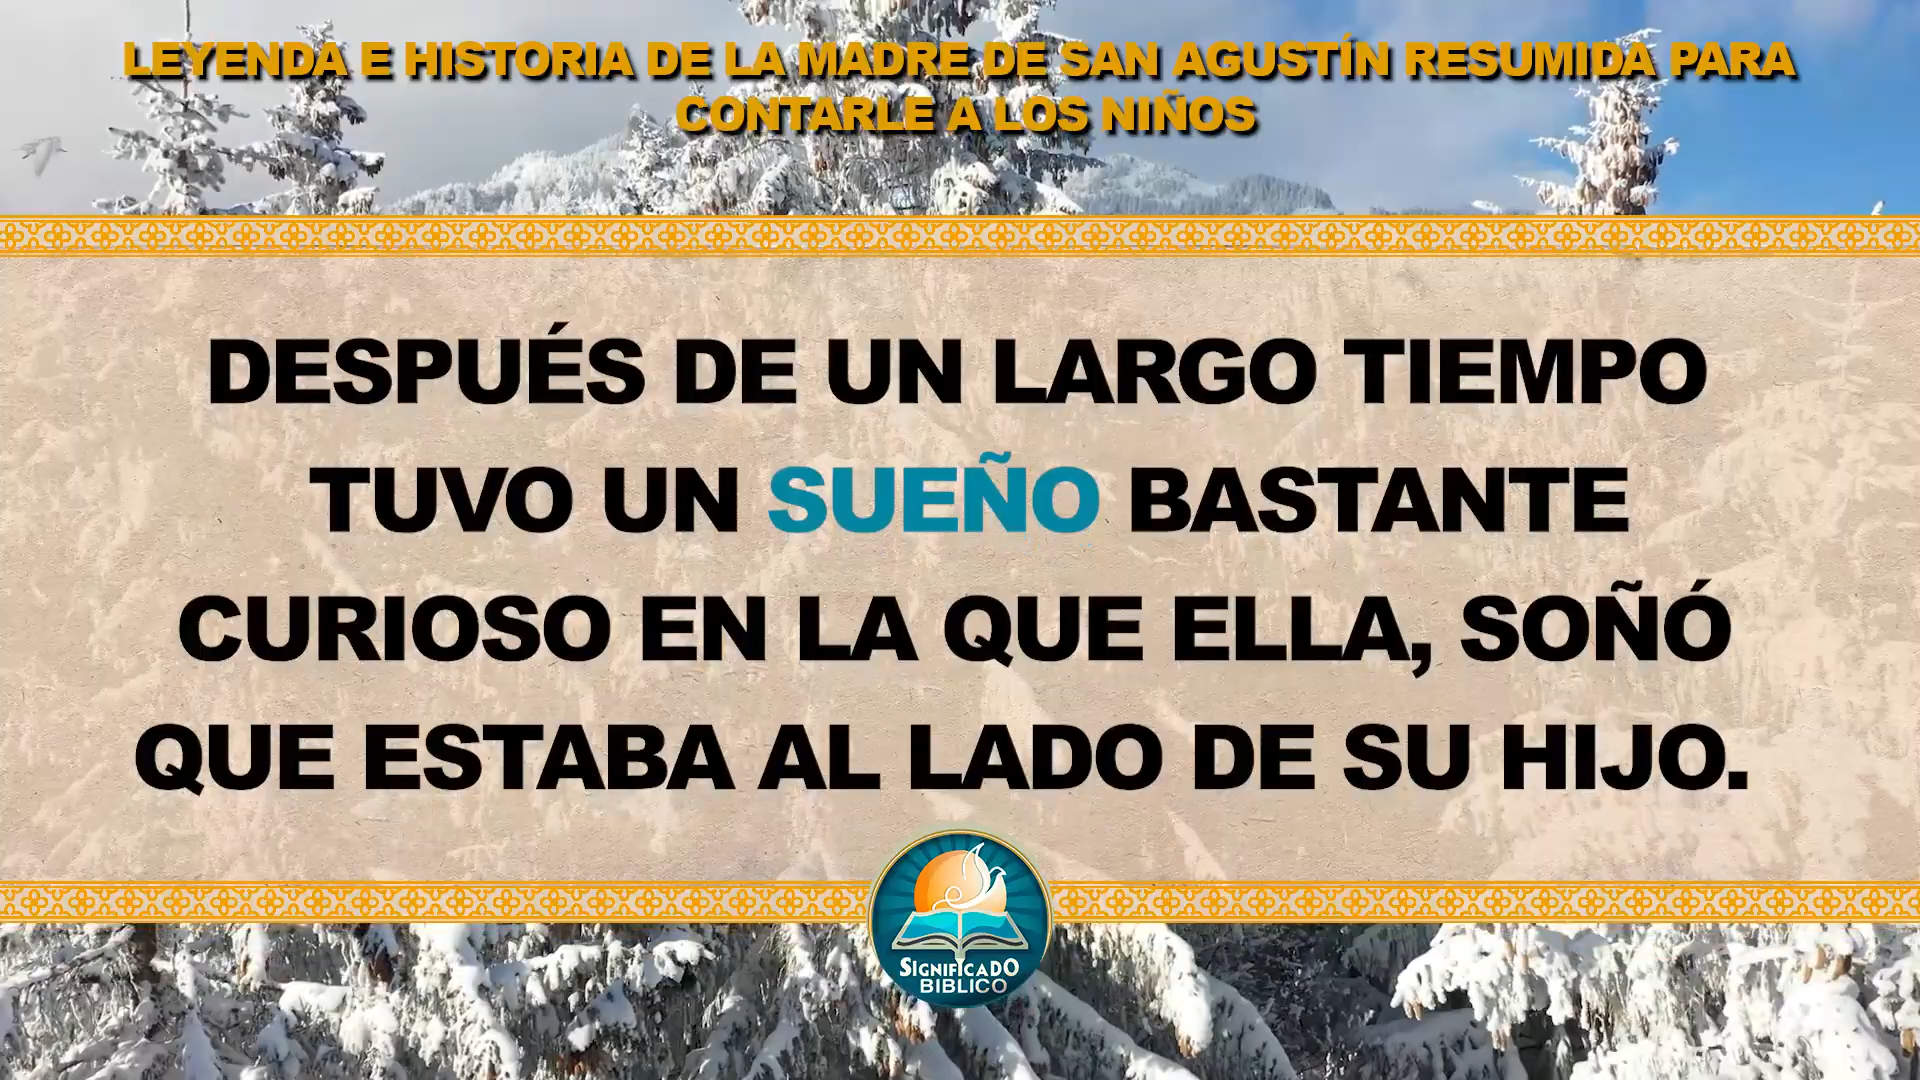 LEYENDA E HISTORIA DE LA MADRE DE SAN AGUSTÍN RESUMIDA PARA
CONTARLE A LOS NIÑOS
DESPUÉS DE UN LARGO TIEMPO
TUVO UN SUEÑO BASTANTE
CURIOSO EN LA QUE ELLA, SOÑÓ
QUE ESTABA AL LADO DE SU HIJO.
SIGNIFICADO
BIBLICO